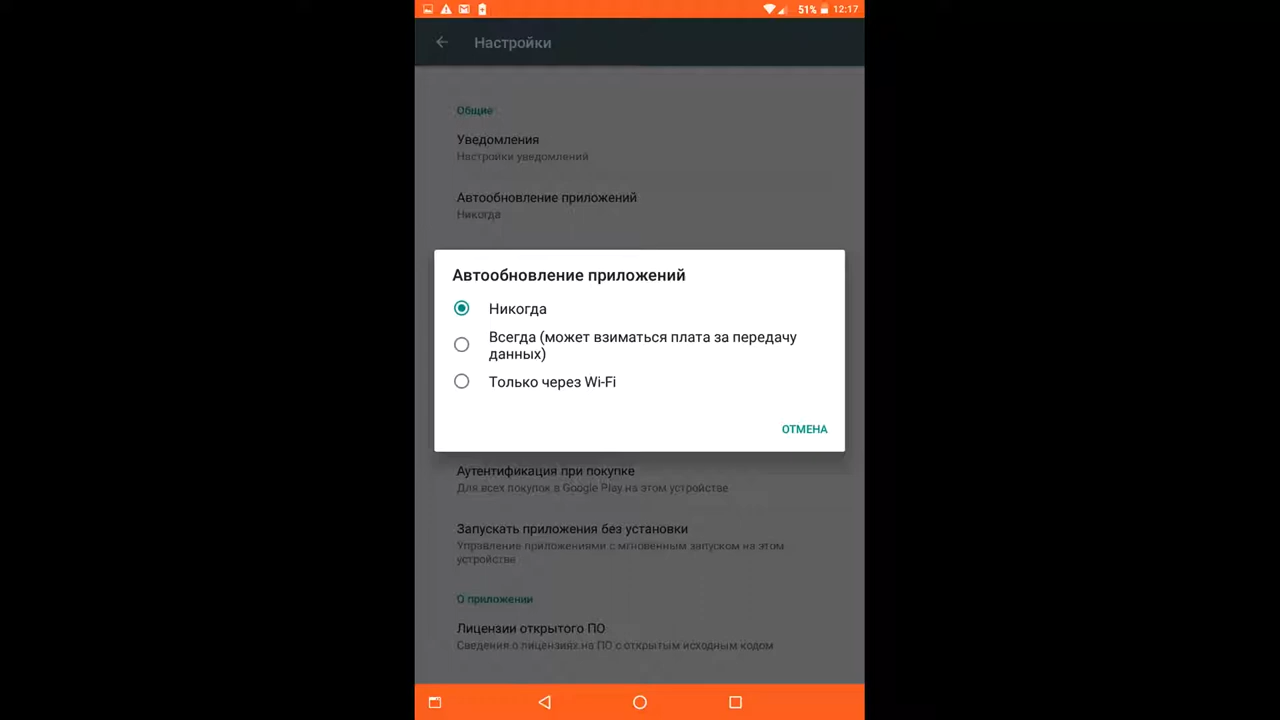 51% 12:17
Настройки
Общие
Уведомления
Настройки уведомлений
Автообновление приложений
Никогда
Автообновление приложений
Никогда
Всегда (может взиматься плата за передачу
данных)
Только через Wi-Fi
ОТМЕНА
Аутентификация при покупке
Для всех покупок в Google Play на этом устройстве
Запускать приложения без установки
Управление приложениями с мгновенным запуском на этом
устройстве
О приложении
Лицензии открытого ПО
Сведения о лицензиях на ПО с открытым исходным кодом